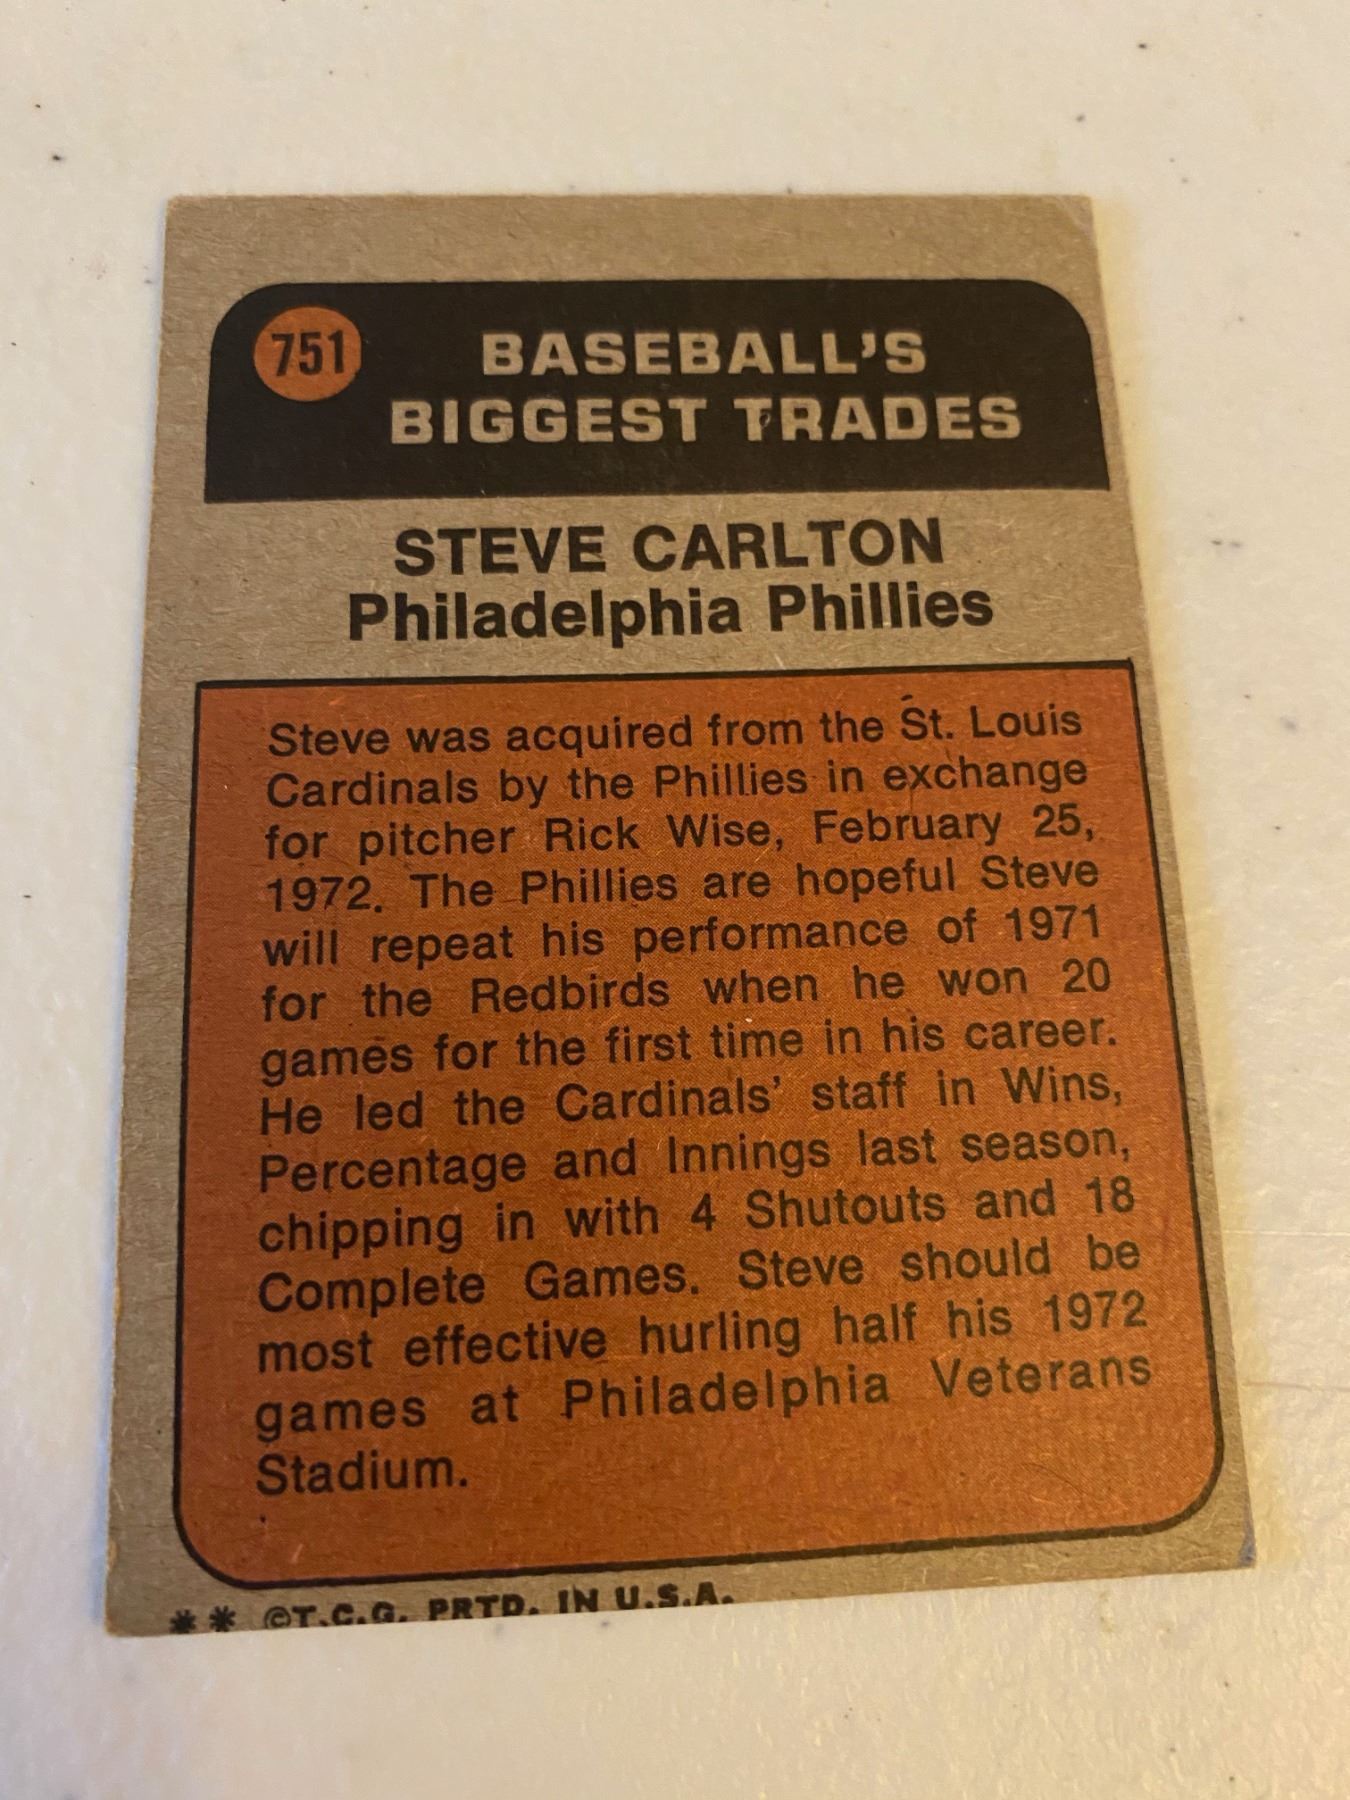 751
BASEBALL'S
BIGGEST TRADES
STEVE CARLTON
Philadelphia Phillies
Steve was acquired from the St. Louis
Cardinals by the Phillies in exchange
for pitcher Rick Wise, February 25,
1972. The Phillies are hopeful Steve
will repeat his performance of 1971
for the Redbirds when he won 20
games for the first time in his career.
He led the Cardinals' staff in Wins,
Percentage and Innings last season,
chipping in with 4 Shutouts and 18
Complete Games. Steve should be
most effective hurling half his 1972
games at Philadelphia Veterans
Stadium.
** ©T.C.G. PRTD. IN U.S.A.